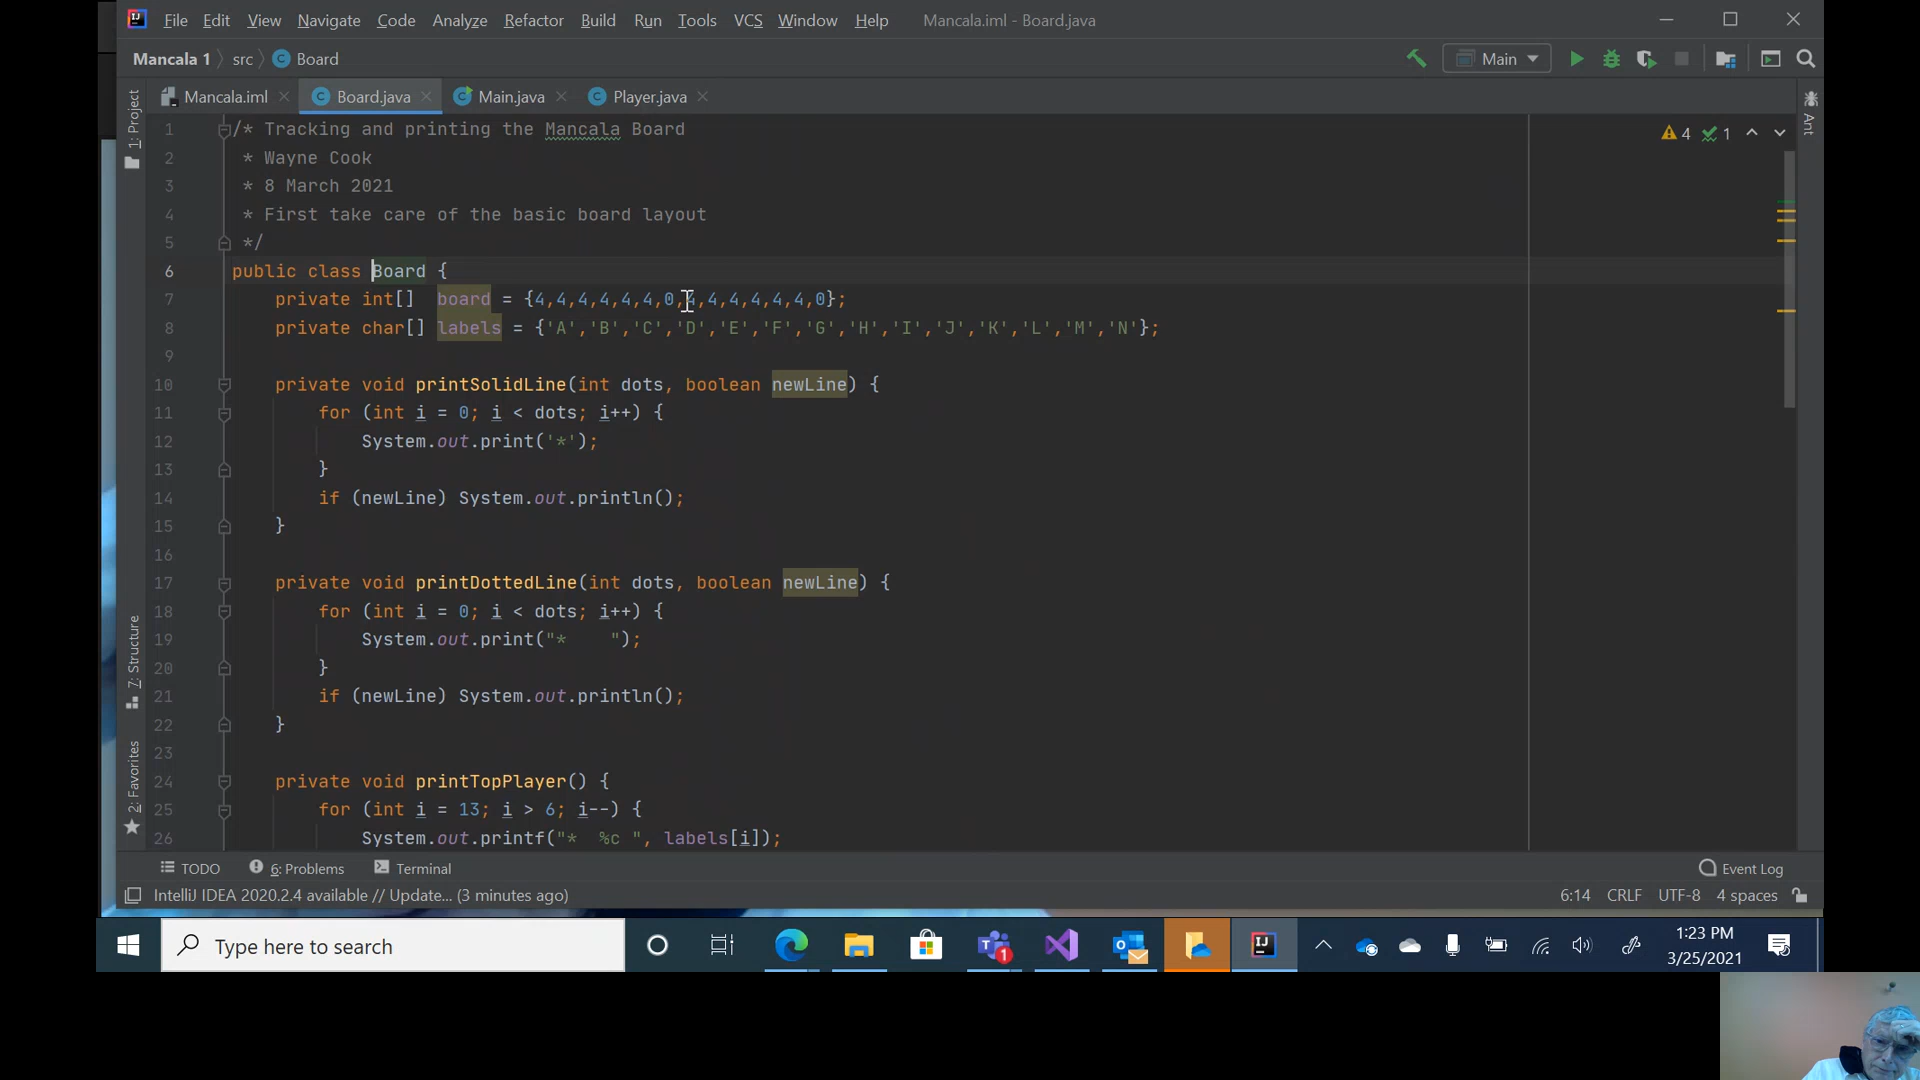 File Edit View Navigate Code Analyze Refactor Build Run Tools VCS Window Help Mancala.iml - Board.java
Mancala 1 src Board Main
Mancala.iml Board.java Main.java Player.java
1: Project
Ant
7: Structure
2: Favorites
4 1
1 /* Tracking and printing the Mancala Board
2 * Wayne Cook
3 * 8 March 2021
4 * First take care of the basic board layout
5 */
6 public class Board {
7 private int[] board = {4,4,4,4,4,4,0,4,4,4,4,4,4,0};
8 private char[] labels = {'A','B','C','D','E','F','G','H','I','J','K','L','M','N'};
9
10 private void printSolidLine(int dots, boolean newLine) {
11 for (int i = 0; i < dots; i++) {
12 System.out.print('*');
13 }
14 if (newLine) System.out.println();
15 }
16
17 private void printDottedLine(int dots, boolean newLine) {
18 for (int i = 0; i < dots; i++) {
19 System.out.print("*    ");
20 }
21 if (newLine) System.out.println();
22 }
23
24 private void printTopPlayer() {
25 for (int i = 13; i > 6; i--) {
26 System.out.printf("*  %c ", labels[i]);
TODO 6: Problems Terminal Event Log
IntelliJ IDEA 2020.2.4 available // Update... (3 minutes ago) 6:14 CRLF UTF-8 4 spaces
Type here to search 1 1:23 PM
3/25/2021